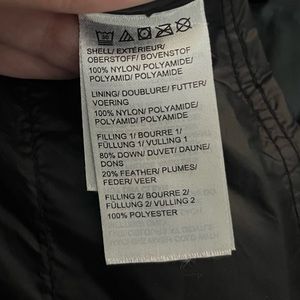 SHELL/ EXTÉRIEUR/
OBERSTOFF/ BOVENSTOF
100% NYLON/ POLYAMIDE/
POLYAMID/ POLYAMIDE
LINING/ DOUBLURE/ FUTTER/
VOERING
100% NYLON/ POLYAMIDE/
POLYAMID/ POLYAMIDE
FILLING 1/ BOURRE 1/
FÜLLUNG 1/ VULLING 1
80% DOWN/ DUVET/ DAUNE/
DONS
20% FEATHER/ PLUMES/
FEDER/ VEER
FILLING 2/ BOURRE 2/
FÜLLUNG 2/ VULLING 2
100% POLYESTER